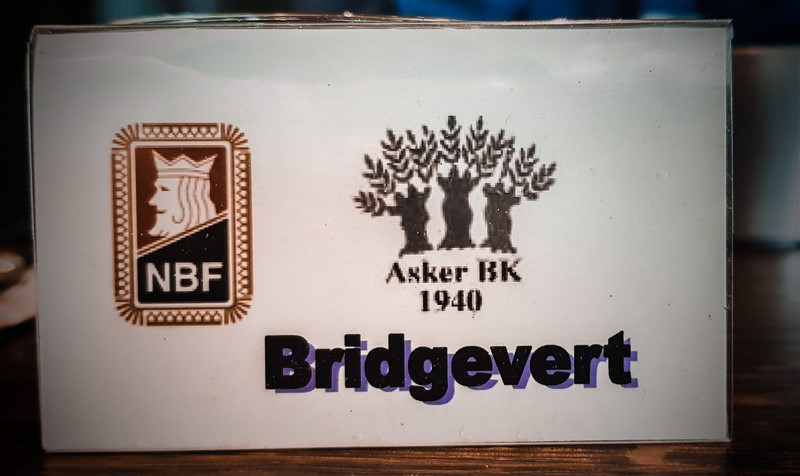 NBF
Asker BK
1940
Bridgevert